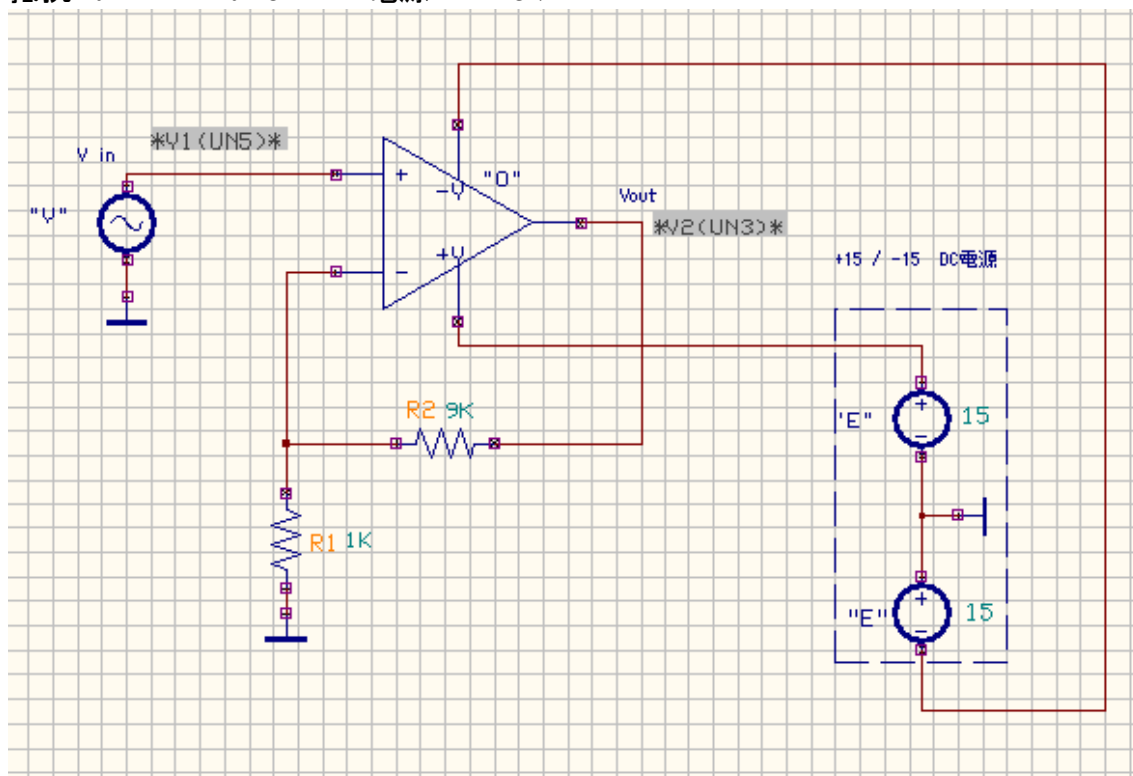 *V1(UN5)*
V in
"V"
+
-V
"O"
Vout
*V2(UN3)*
+V
-
+15 / -15 DC電源
R2 9K
"E"
+
-
15
R1 1K
"E"
+
-
15